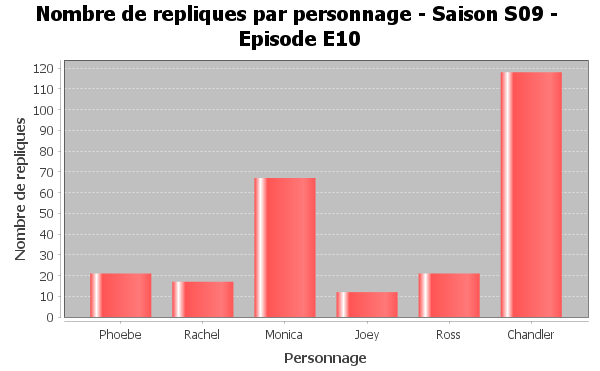 Nombre de repliques par personnage - Saison S09 -
Episode E10
Nombre de repliques
120
110
100
90
80
70
60
50
40
30
20
10
0
Phoebe Rachel Monica Joey Ross Chandler
Personnage